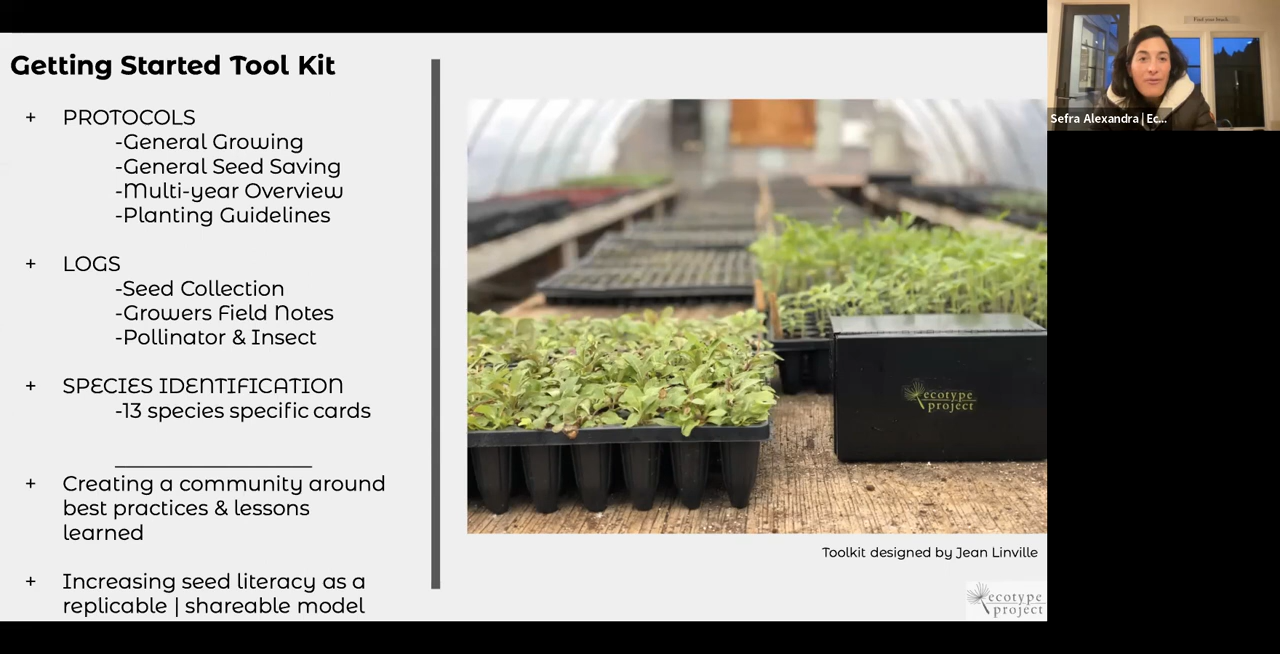 Getting Started Tool Kit
+ PROTOCOLS
-General Growing
-General Seed Saving
-Multi-year Overview
-Planting Guidelines
+ LOGS
-Seed Collection
-Growers Field Notes
-Pollinator & Insect
+ SPECIES IDENTIFICATION
-13 species specific cards
+ Creating a community around
best practices & lessons
learned
+ Increasing seed literacy as a
replicable | shareable model
ecotype
project
Toolkit designed by Jean Linville
ecotype
project
Sefra Alexandra | Ec...